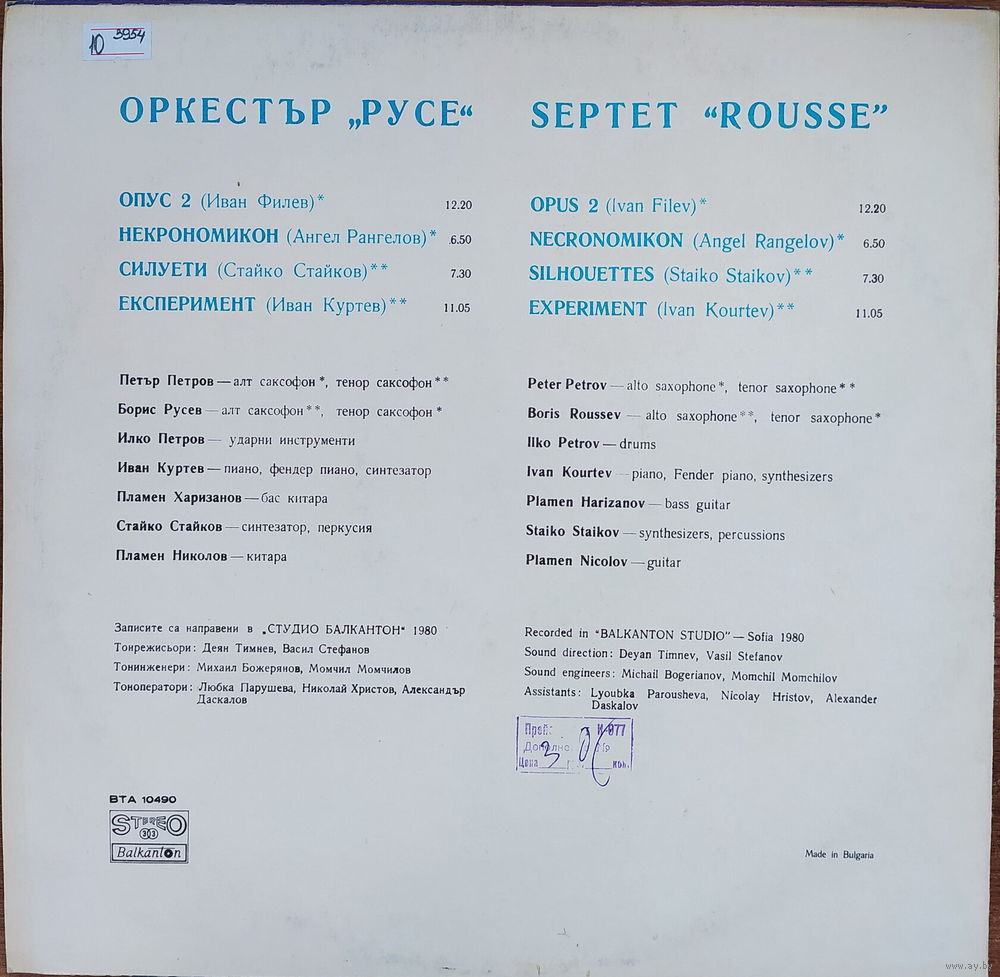 10 3954
ОРКЕСТЪР „РУСЕ“
ОПУС 2 (Иван Филев)* 12.20
НЕКРОНОМИКОН (Ангел Рангелов)* 6.50
СИЛУЕТИ (Стайко Стайков)** 7.30
ЕКСПЕРИМЕНТ (Иван Куртев)** 11.05
Петър Петров — алт саксофон*, тенор саксофон**
Борис Русев — алт саксофон**, тенор саксофон*
Илко Петров — ударни инструменти
Иван Куртев — пиано, фендер пиано, синтезатор
Пламен Харизанов — бас китара
Стайко Стайков — синтезатор, перкусия
Пламен Николов — китара
Записите са направени в „СТУДИО БАЛКАНТОН“ 1980
Тонрежисьори: Деян Тимнев, Васил Стефанов
Тонинженери: Михаил Божерянов, Момчил Момчилов
Тоноператори: Любка Парушева, Николай Христов, Александър
Даскалов
SEPTET “ROUSSE”
OPUS 2 (Ivan Filev)* 12.20
NECRONOMIKON (Angel Rangelov)* 6.50
SILHOUETTES (Staiko Staikov)** 7.30
EXPERIMENT (Ivan Kourtev)** 11.05
Peter Petrov — alto saxophone*, tenor saxophone**
Boris Roussev — alto saxophone**, tenor saxophone*
Ilko Petrov — drums
Ivan Kourtev — piano, Fender piano, synthesizers
Plamen Harizanov — bass guitar
Staiko Staikov — synthesizers, percussions
Plamen Nicolov — guitar
Recorded in “BALKANTON STUDIO” — Sofia 1980
Sound direction: Deyan Timnev, Vasil Stefanov
Sound engineers: Michail Bogerianov, Momchil Momchilov
Assistants: Lyoubka Parousheva, Nicolay Hristov, Alexander
Daskalov
Цена 3 коп.
ВТА 10490
STEREO
303
Balkanton
Made in Bulgaria